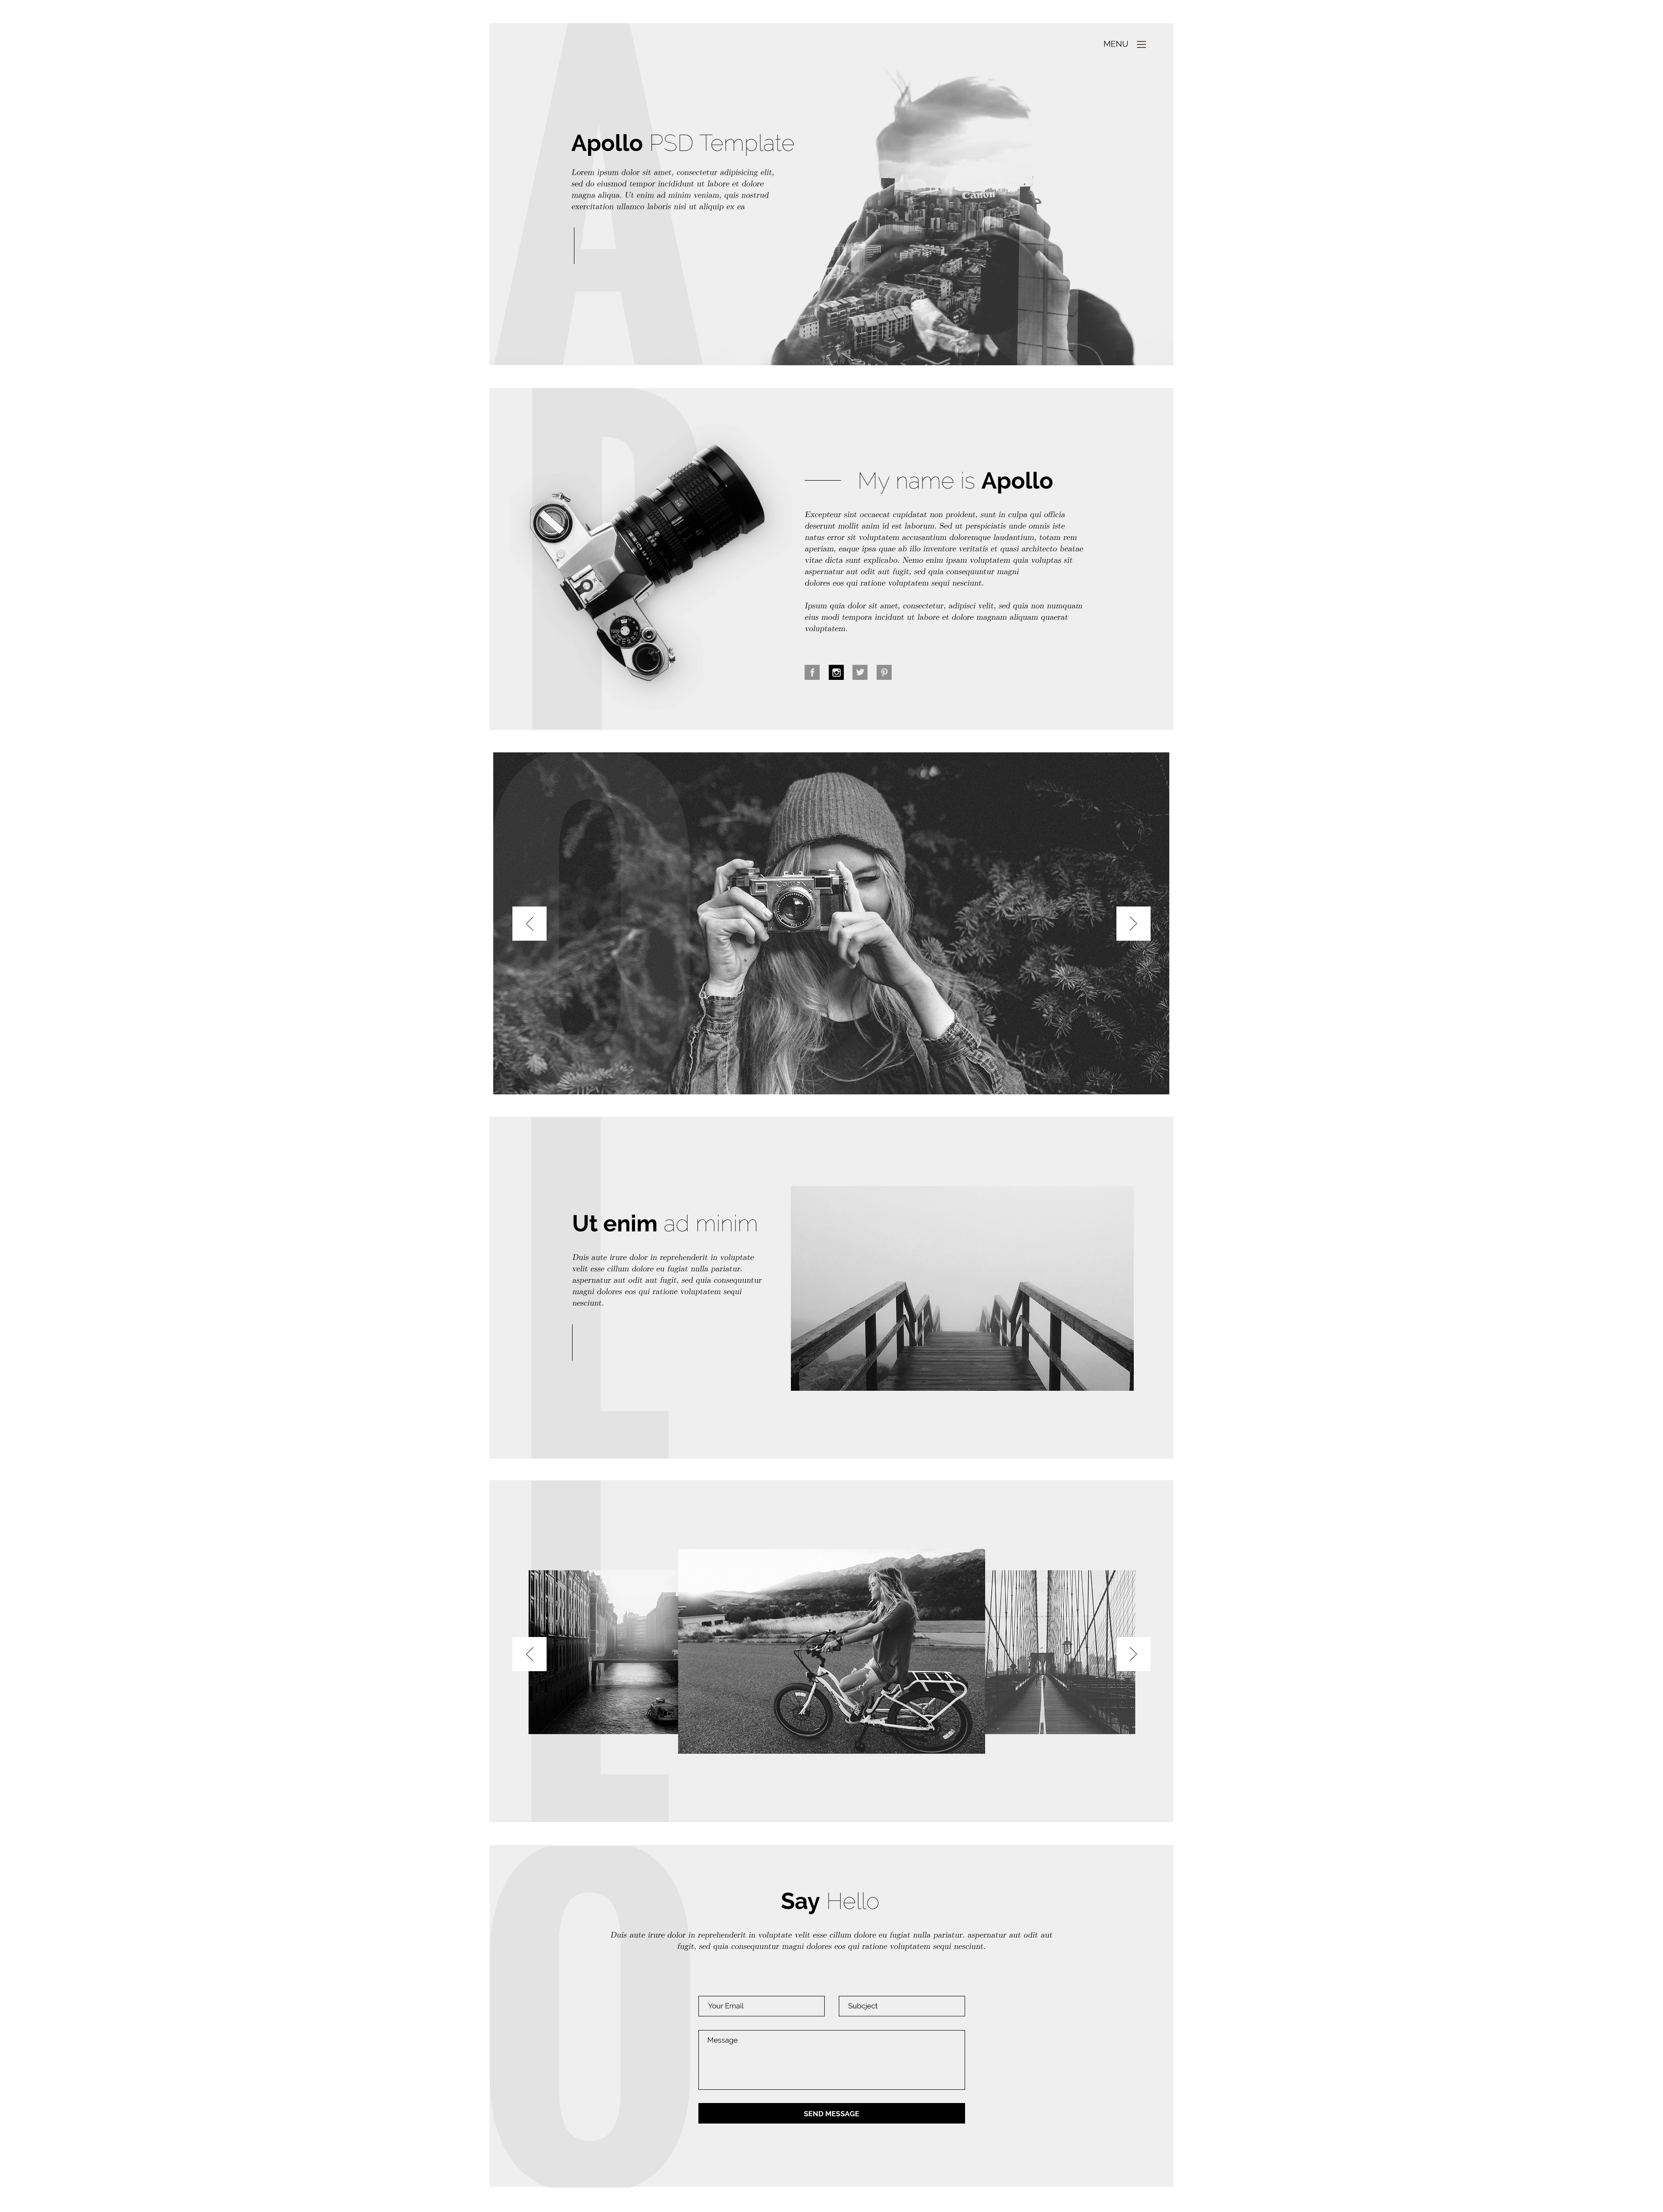 MENU
Apollo PSD Template
Lorem ipsum dolor sit amet, consectetur adipisicing elit,
sed do eiusmod tempor incididunt ut labore et dolore
magna aliqua. Ut enim ad minim veniam, quis nostrud
exercitation ullamco laboris nisi ut aliquip ex ea
Canon
A
P
My name is Apollo
Excepteur sint occaecat cupidatat non proident, sunt in culpa qui officia
deserunt mollit anim id est laborum. Sed ut perspiciatis unde omnis iste
natus error sit voluptatem accusantium doloremque laudantium, totam rem
aperiam, eaque ipsa quae ab illo inventore veritatis et quasi architecto beatae
vitae dicta sunt explicabo. Nemo enim ipsam voluptatem quia voluptas sit
aspernatur aut odit aut fugit, sed quia consequuntur magni
dolores eos qui ratione voluptatem sequi nesciunt.
Ipsum quia dolor sit amet, consectetur, adipisci velit, sed quia non numquam
eius modi tempora incidunt ut labore et dolore magnam aliquam quaerat
voluptatem.
O
L
Ut enim ad minim
Duis aute irure dolor in reprehenderit in voluptate
velit esse cillum dolore eu fugiat nulla pariatur.
aspernatur aut odit aut fugit, sed quia consequuntur
magni dolores eos qui ratione voluptatem sequi
nesciunt.
L
O
Say Hello
Duis aute irure dolor in reprehenderit in voluptate velit esse cillum dolore eu fugiat nulla pariatur. aspernatur aut odit aut
fugit, sed quia consequuntur magni dolores eos qui ratione voluptatem sequi nesciunt.
Your Email
Subcject
Message
SEND MESSAGE